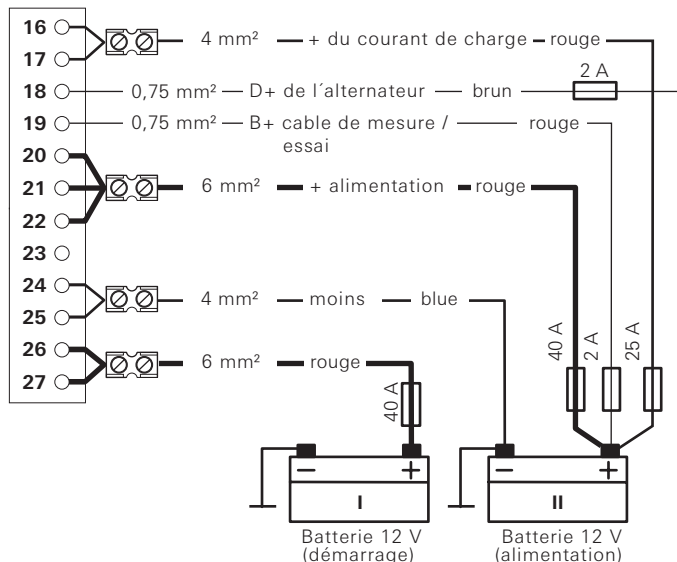 16
17
4 mm² + du courant de charge rouge
2 A
18 0,75 mm² D+ de l´alternateur brun
19 0,75 mm² B+ cable de mesure / rouge
essai
20
21 6 mm² + alimentation rouge
22
23
24
4 mm² moins blue
25
26
6 mm² rouge
27
40 A
40 A
2 A
25 A
− +
− +
I
II
Batterie 12 V
(démarrage)
Batterie 12 V
(alimentation)